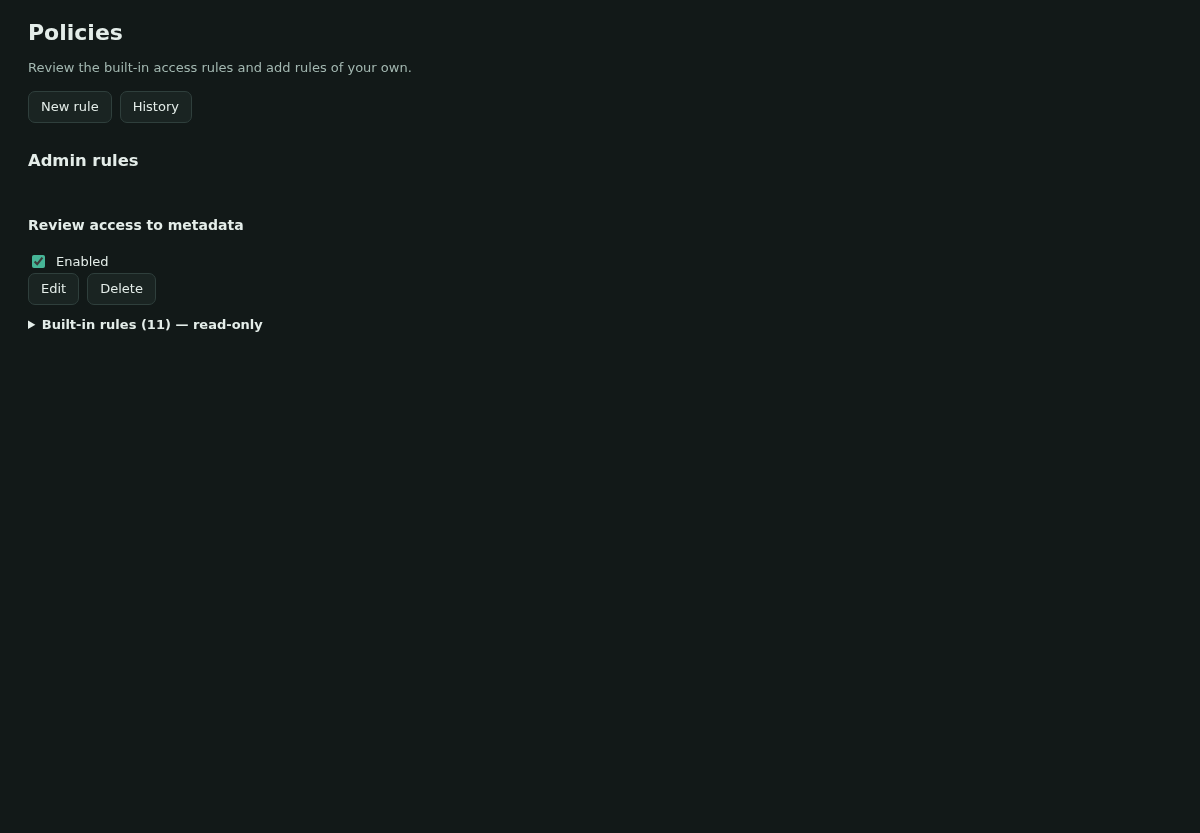 Policies
Review the built-in access rules and add rules of your own.
New rule History
Admin rules
Review access to metadata
Enabled
Edit Delete
Built-in rules (11) — read-only